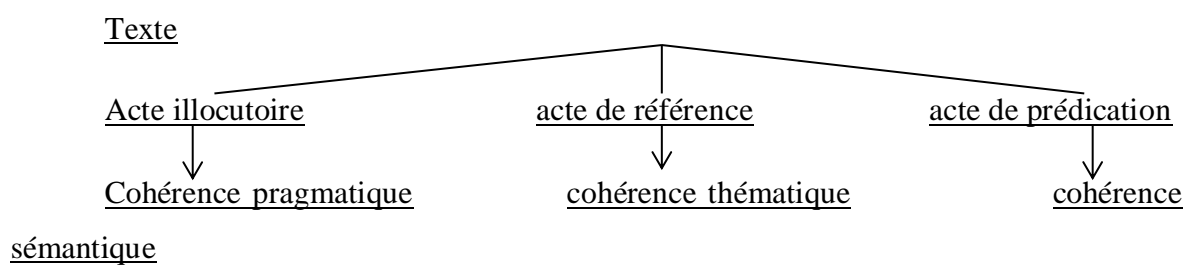 Texte
Acte illocutoire acte de référence acte de prédication
Cohérence pragmatique cohérence thématique cohérence
sémantique